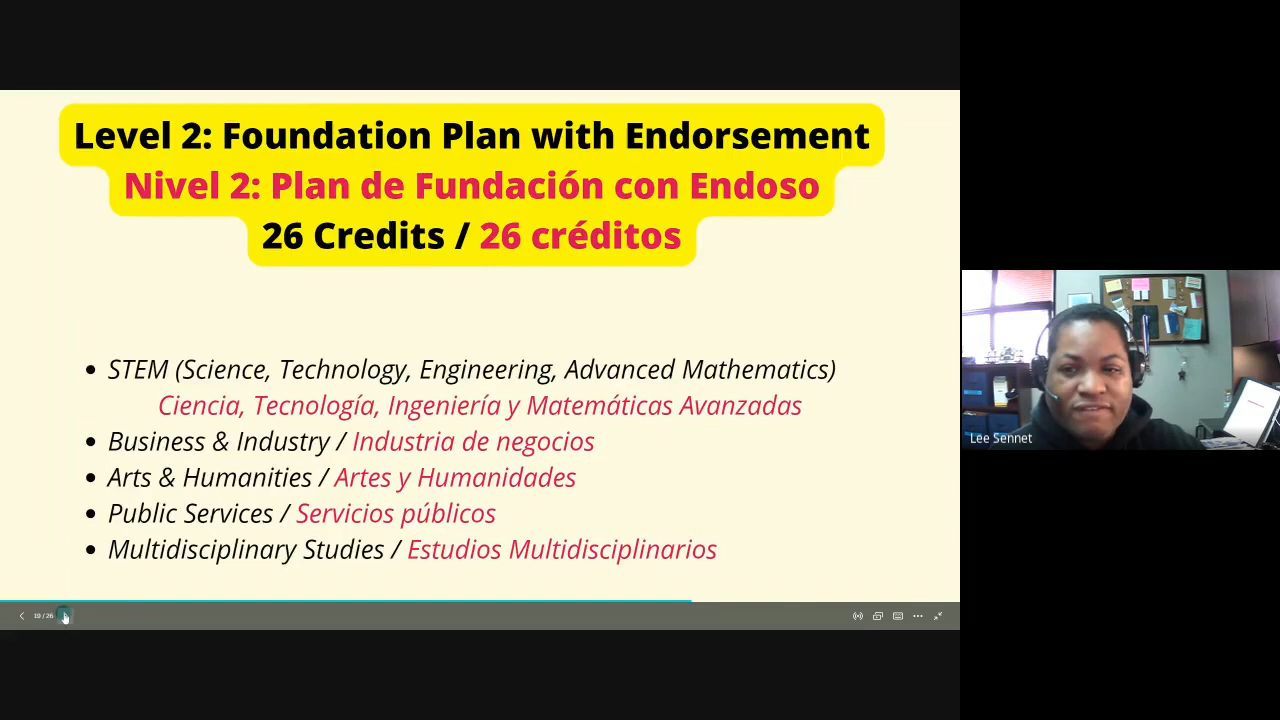 Level 2: Foundation Plan with Endorsement
Nivel 2: Plan de Fundación con Endoso
26 Credits / 26 créditos
• STEM (Science, Technology, Engineering, Advanced Mathematics)
Ciencia, Tecnología, Ingeniería y Matemáticas Avanzadas
• Business & Industry / Industria de negocios
• Arts & Humanities / Artes y Humanidades
• Public Services / Servicios públicos
• Multidisciplinary Studies / Estudios Multidisciplinarios
19 / 26
Lee Sennet